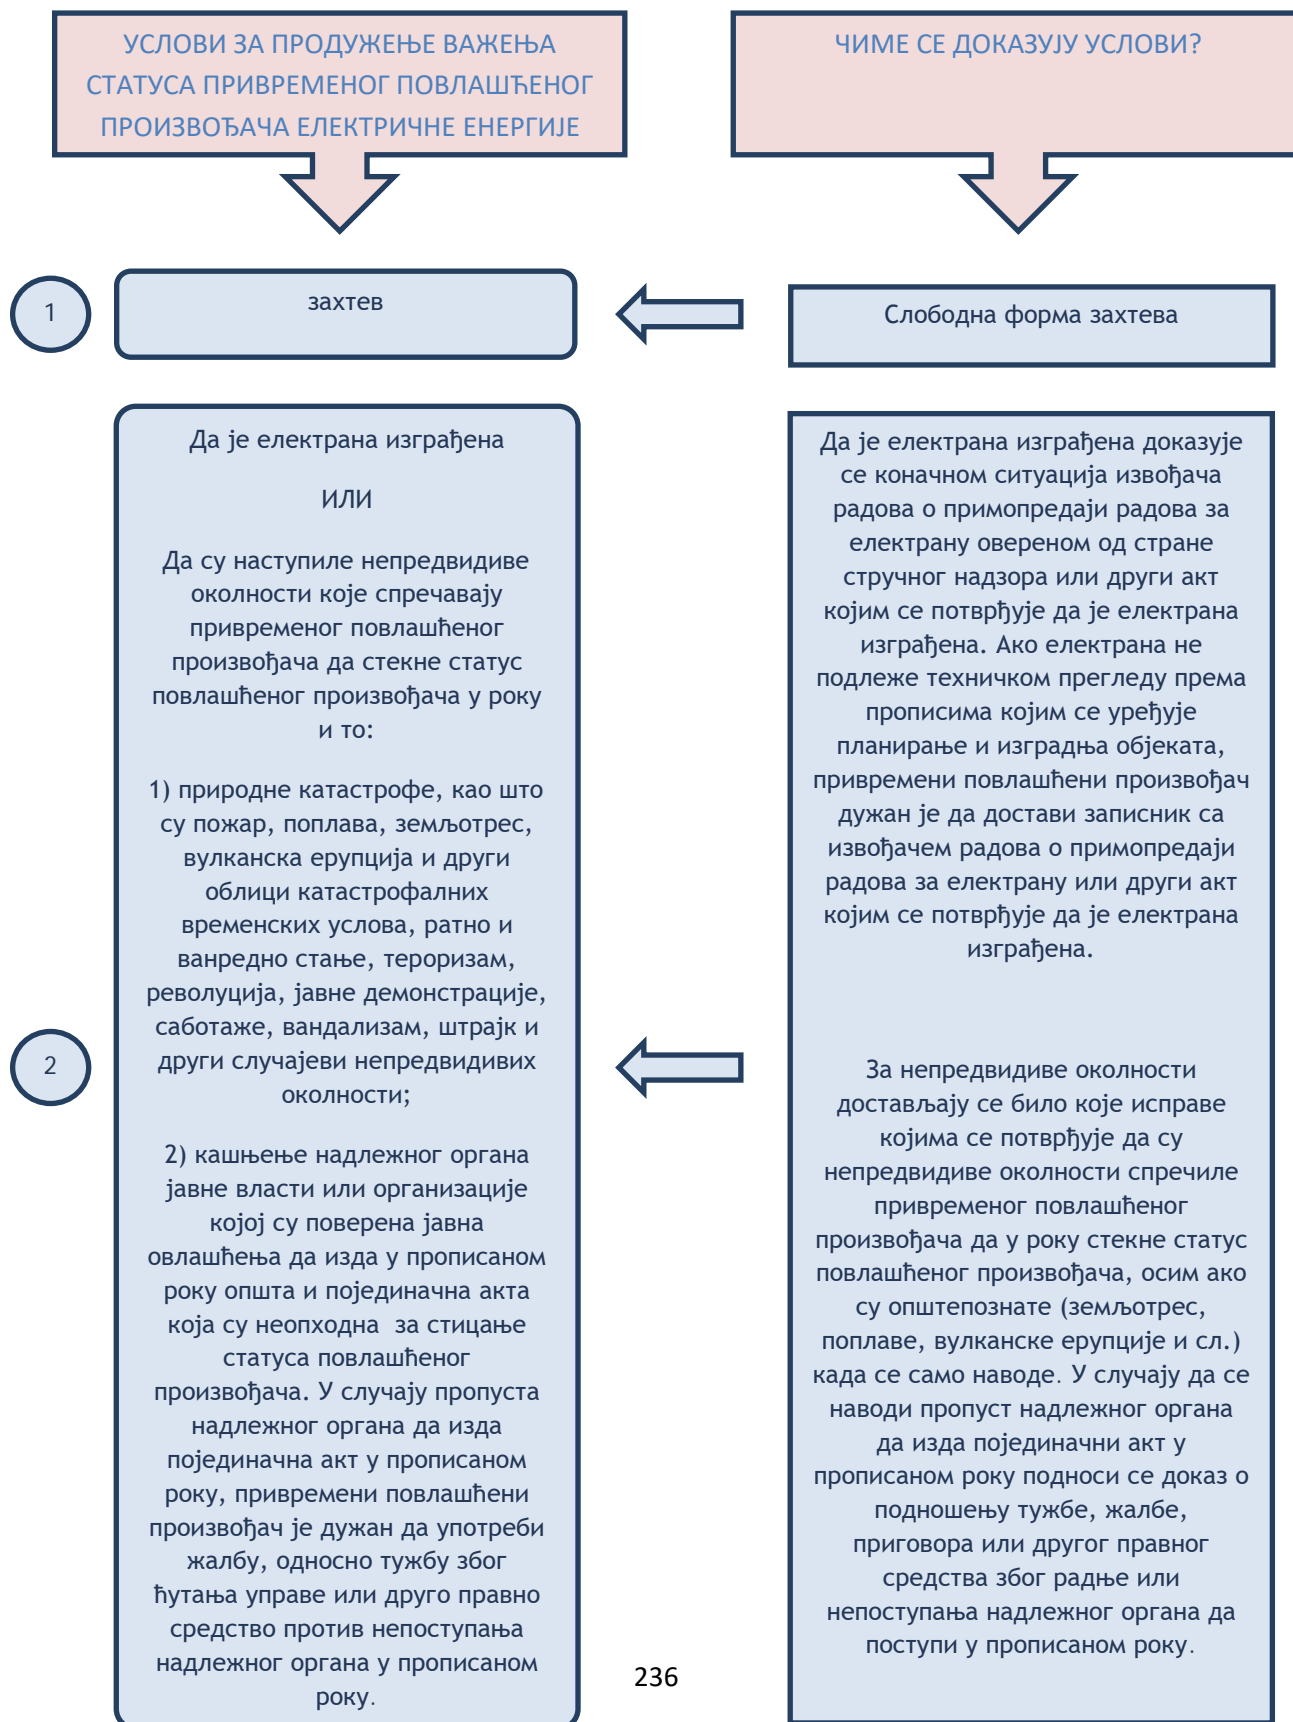 УСЛОВИ ЗА ПРОДУЖЕЊЕ ВАЖЕЊА
СТАТУСА ПРИВРЕМЕНОГ ПОВЛАШЋЕНОГ
ПРОИЗВОЂАЧА ЕЛЕКТРИЧНЕ ЕНЕРГИЈЕ
ЧИМЕ СЕ ДОКАЗУЈУ УСЛОВИ?
1
захтев
Слободна форма захтева
2
Да је електрана изграђена
ИЛИ
Да су наступиле непредвидиве
околности које спречавају
привременог повлашћеног
произвођача да стекне статус
повлашћеног произвођача у року
и то:
1) природне катастрофе, као што
су пожар, поплава, земљотрес,
вулканска ерупција и други
облици катастрофалних
временских услова, ратно и
ванредно стање, тероризам,
револуција, јавне демонстрације,
саботаже, вандализам, штрајк и
други случајеви непредвидивих
околности;
2) кашњење надлежног органа
јавне власти или организације
којој су поверена јавна
овлашћења да изда у прописаном
року општа и појединачна акта
која су неопходна  за стицање
статуса повлашћеног
произвођача. У случају пропуста
надлежног органа да изда
појединачна акт у прописаном
року, привремени повлашћени
произвођач је дужан да употреби
жалбу, односно тужбу због
ћутања управе или друго правно
средство против непоступања
надлежног органа у прописаном
року.
Да је електрана изграђена доказује
се коначном ситуација извођача
радова о примопредаји радова за
електрану овереном од стране
стручног надзора или други акт
којим се потврђује да је електрана
изграђена. Ако електрана не
подлеже техничком прегледу према
прописима којим се уређује
планирање и изградња објеката,
привремени повлашћени произвођач
дужан је да достави записник са
извођачем радова о примопредаји
радова за електрану или други акт
којим се потврђује да је електрана
изграђена.
За непредвидиве околности
достављају се било које исправе
којима се потврђује да су
непредвидиве околности спречиле
привременог повлашћеног
произвођача да у року стекне статус
повлашћеног произвођача, осим ако
су општепознате (земљотрес,
поплаве, вулканске ерупције и сл.)
када се само наводе. У случају да се
наводи пропуст надлежног органа
да изда појединачни акт у
прописаном року подноси се доказ о
подношењу тужбе, жалбе,
приговора или другог правног
средства због радње или
непоступања надлежног органа да
поступи у прописаном року.
236